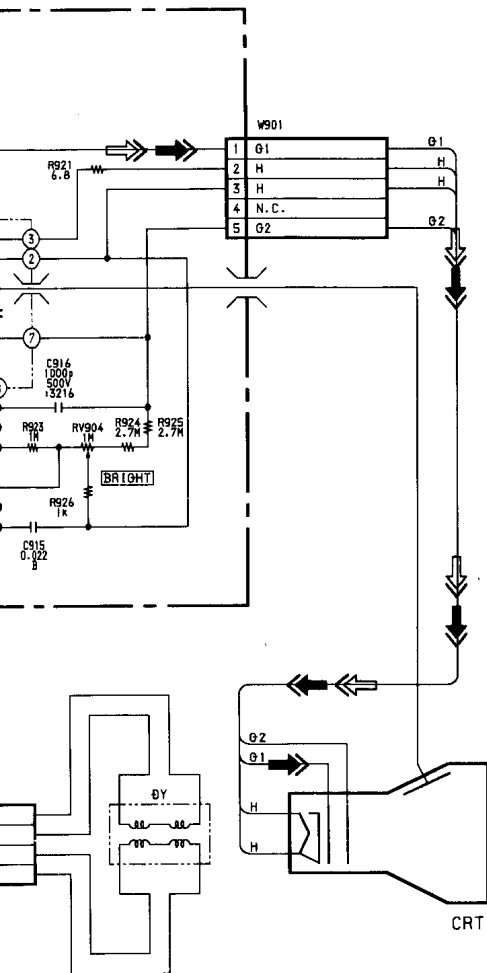 W901
1 G1
2 H
3 H
4 N.C.
5 G2
G1
H
H
G2
R921
6.8
3
2
7
C916
1000p
500V
:3216
R923
1M
RV904
1M
R924
2.7M
R925
2.7M
BRIGHT
R926
1k
C915
0.022
B
G2
G1
H
H
DY
CRT